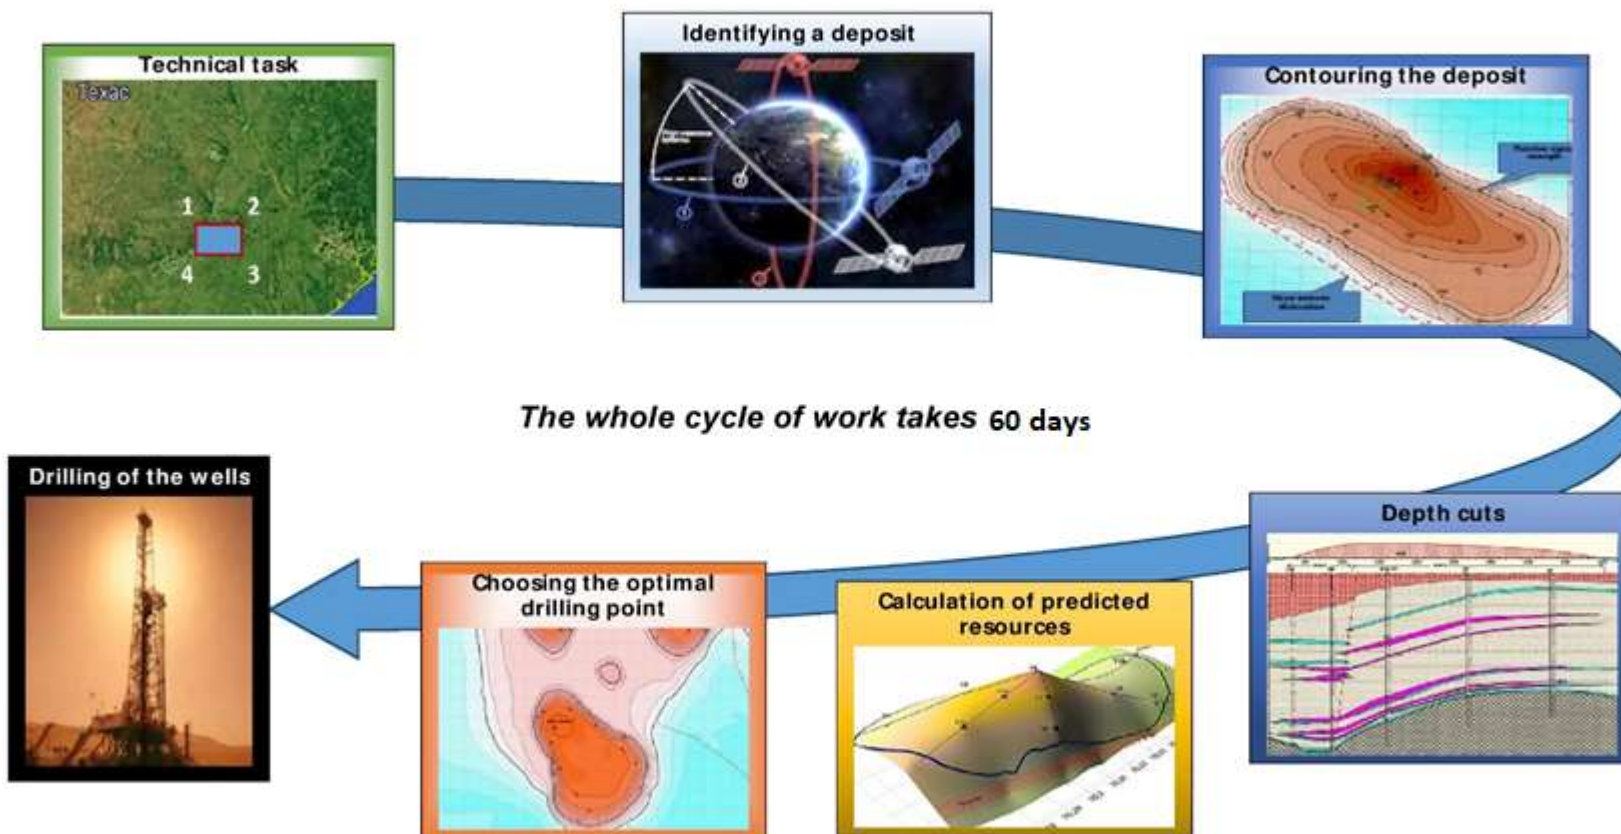 Technical task
Texac
1
2
4
3
Identifying a deposit
Contouring the deposit
The whole cycle of work takes 60 days
Drilling of the wells
Choosing the optimal
drilling point
Calculation of predicted
resources
Depth cuts